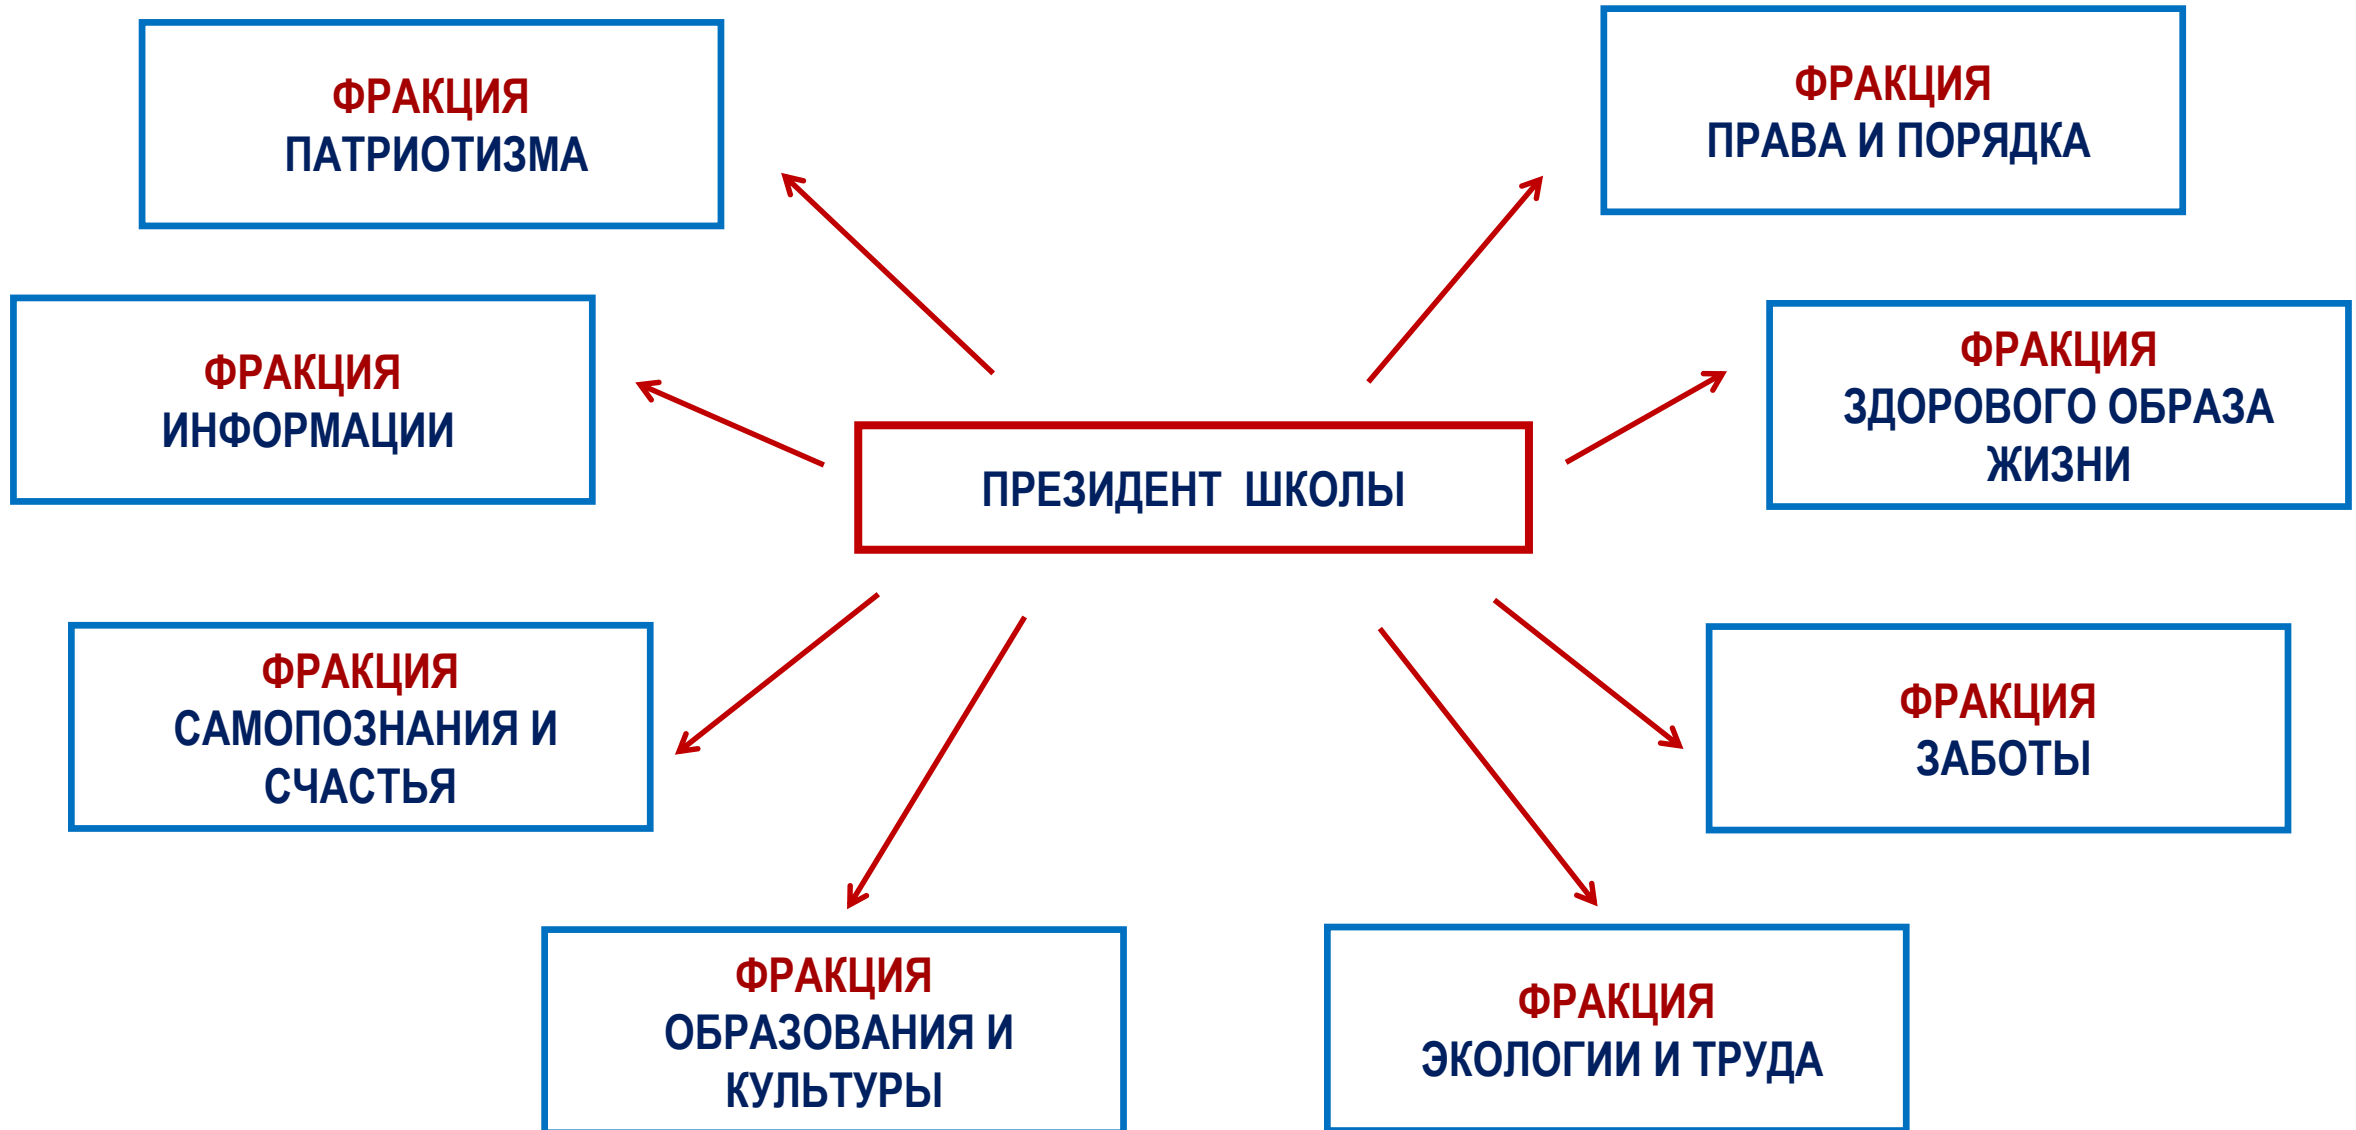 ФРАКЦИЯ
ПАТРИОТИЗМА
ФРАКЦИЯ
ПРАВА И ПОРЯДКА
ФРАКЦИЯ
ИНФОРМАЦИИ
ФРАКЦИЯ
ЗДОРОВОГО ОБРАЗА
ЖИЗНИ
ПРЕЗИДЕНТ ШКОЛЫ
ФРАКЦИЯ
САМОПОЗНАНИЯ И
СЧАСТЬЯ
ФРАКЦИЯ
ЗАБОТЫ
ФРАКЦИЯ
ОБРАЗОВАНИЯ И
КУЛЬТУРЫ
ФРАКЦИЯ
ЭКОЛОГИИ И ТРУДА